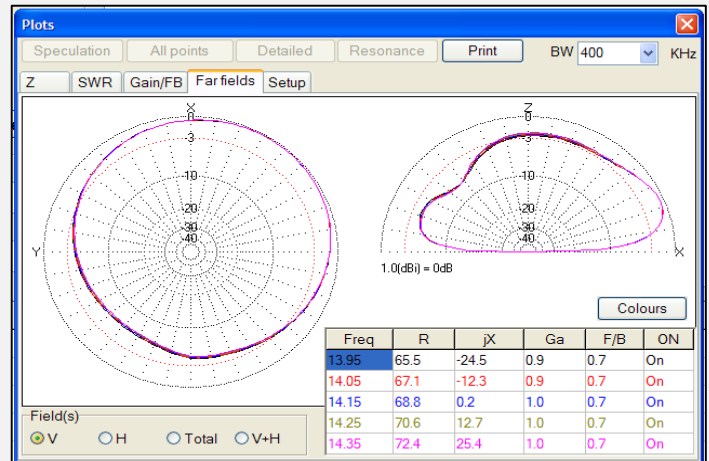 Plots
Speculation All points Detailed Resonance Print BW 400 KHz
Z SWR Gain/FB Far fields Setup
X
0
-3
-10
-20
-30
-40
Y
Z
0
-3
-10
-20
-30
-40
X
1.0(dBi) = 0dB
Colours
Freq R jX Ga F/B ON
13.95 65.5 -24.5 0.9 0.7 On
14.05 67.1 -12.3 0.9 0.7 On
14.15 68.8 0.2 1.0 0.7 On
14.25 70.6 12.7 1.0 0.7 On
14.35 72.4 25.4 1.0 0.7 On
Field(s)
V H Total V+H